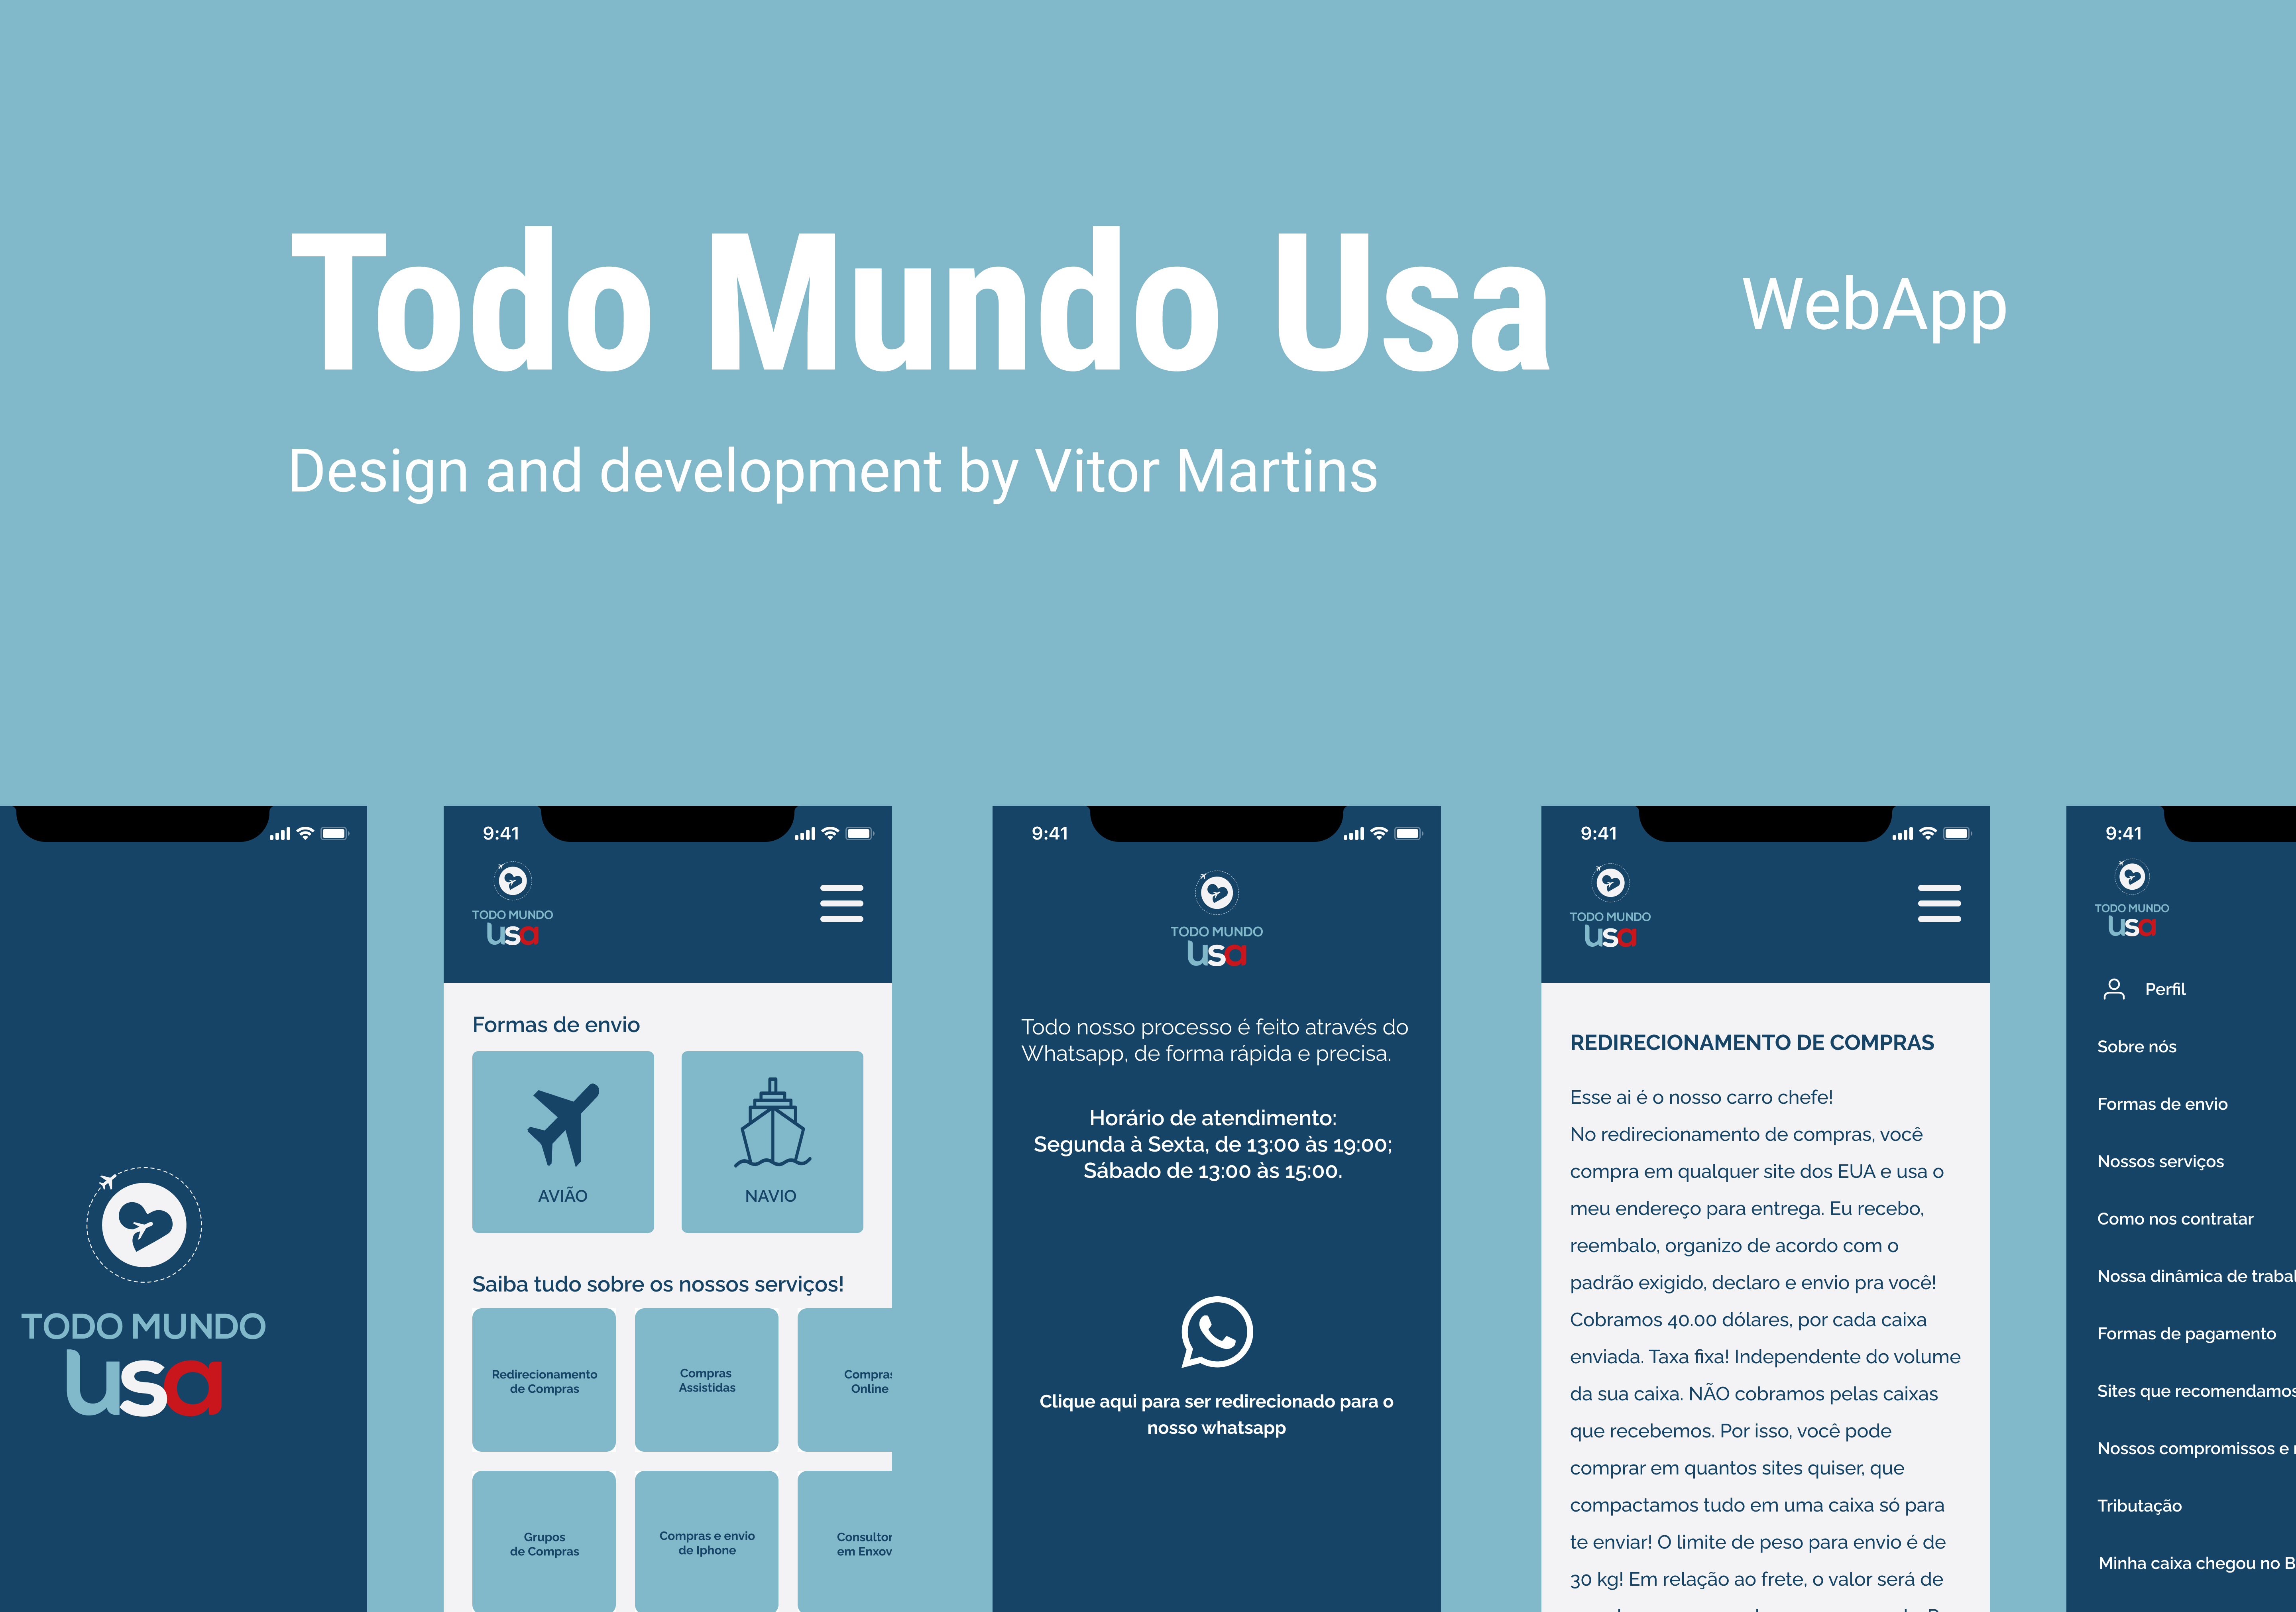 Todo Mundo Usa
WebApp
Design and development by Vitor Martins
TODO MUNDO
usa
9:41
TODO MUNDO
usa
Formas de envio
AVIÃO
NAVIO
Saiba tudo sobre os nossos serviços!
Redirecionamento
de Compras
Compras
Assistidas
Compras
Online
Grupos
de Compras
Compras e envio
de Iphone
Consultor
em Enxov
9:41
TODO MUNDO
usa
Todo nosso processo é feito através do
Whatsapp, de forma rápida e precisa.
Horário de atendimento:
Segunda à Sexta, de 13:00 às 19:00;
Sábado de 13:00 às 15:00.
Clique aqui para ser redirecionado para o
nosso whatsapp
9:41
TODO MUNDO
usa
REDIRECIONAMENTO DE COMPRAS
Esse ai é o nosso carro chefe!
No redirecionamento de compras, você
compra em qualquer site dos EUA e usa o
meu endereço para entrega. Eu recebo,
reembalo, organizo de acordo com o
padrão exigido, declaro e envio pra você!
Cobramos 40.00 dólares, por cada caixa
enviada. Taxa fixa! Independente do volume
da sua caixa. NÃO cobramos pelas caixas
que recebemos. Por isso, você pode
comprar em quantos sites quiser, que
compactamos tudo em uma caixa só para
te enviar! O limite de peso para envio é de
30 kg! Em relação ao frete, o valor será de
9:41
TODO MUNDO
usa
Perfil
Sobre nós
Formas de envio
Nossos serviços
Como nos contratar
Nossa dinâmica de trabal
Formas de pagamento
Sites que recomendamos
Nossos compromissos e
Tributação
Minha caixa chegou no B